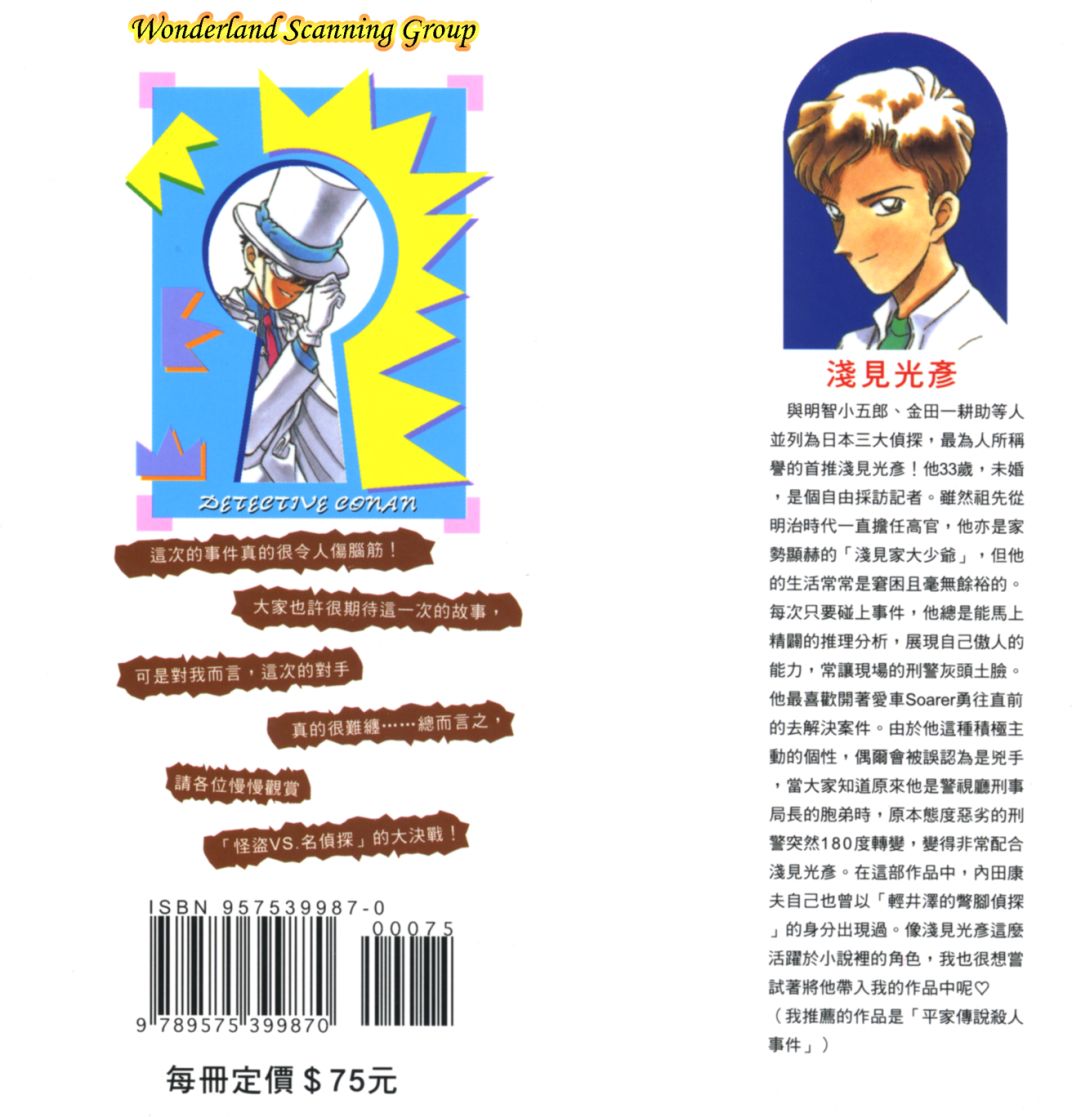 Wonderland Scanning Group
DETECTIVE CONAN
這次的事件真的很令人傷腦筋！
大家也許很期待這一次的故事，
可是對我而言，這次的對手
真的很難纏……總而言之，
請各位慢慢觀賞
「怪盜VS.名偵探」的大決戰！
ISBN 957539987-0
00075
9 789575 399870
每冊定價＄75元
淺見光彥
與明智小五郎、金田一耕助等人
並列為日本三大偵探，最為人所稱
譽的首推淺見光彥！他33歲，未婚
，是個自由採訪記者。雖然祖先從
明治時代一直擔任高官，他亦是家
勢顯赫的「淺見家大少爺」，但他
的生活常常是窘困且毫無餘裕的。
每次只要碰上事件，他總是能馬上
精闢的推理分析，展現自己傲人的
能力，常讓現場的刑警灰頭土臉。
他最喜歡開著愛車Soarer勇往直前
的去解決案件。由於他這種積極主
動的個性，偶爾會被誤認為是兇手
，當大家知道原來他是警視廳刑事
局長的胞弟時，原本態度惡劣的刑
警突然180度轉變，變得非常配合
淺見光彥。在這部作品中，內田康
夫自己也曾以「輕井澤的彆腳偵探
」的身分出現過。像淺見光彥這麼
活躍於小說裡的角色，我也很想嘗
試著將他帶入我的作品中呢♡
（我推薦的作品是「平家傳說殺人
事件」）